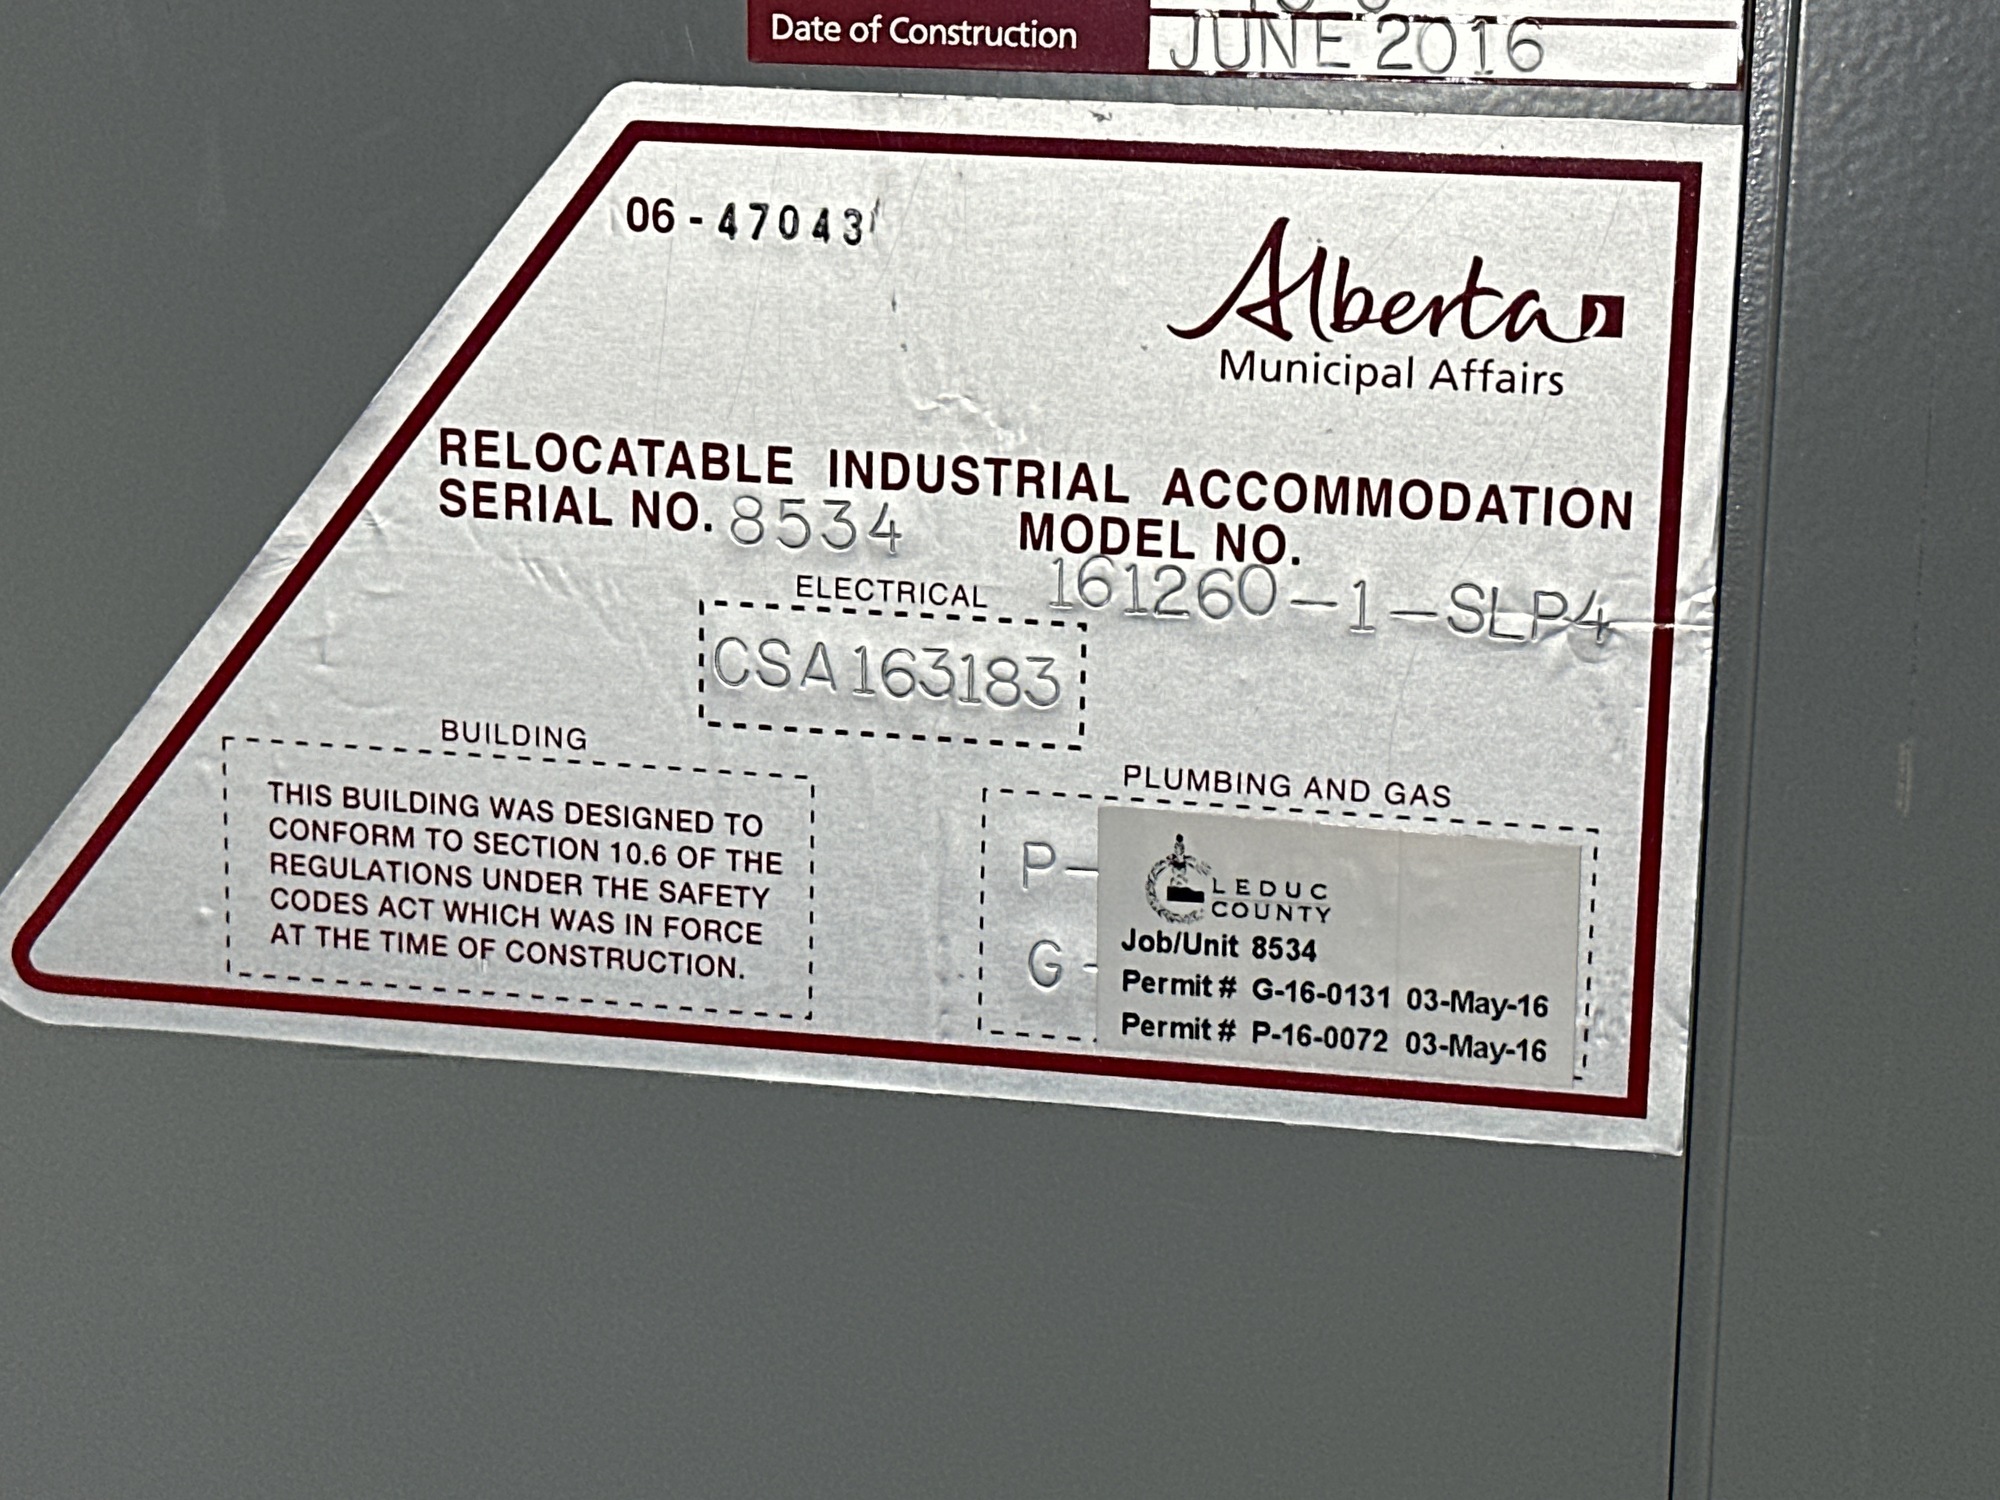 Date of Construction JUNE 2016
06-47043
Alberta
Municipal Affairs
RELOCATABLE INDUSTRIAL ACCOMMODATION
SERIAL NO. 8534 MODEL NO.
161260-1-SLP4
ELECTRICAL
CSA163183
BUILDING
THIS BUILDING WAS DESIGNED TO
CONFORM TO SECTION 10.6 OF THE
REGULATIONS UNDER THE SAFETY
CODES ACT WHICH WAS IN FORCE
AT THE TIME OF CONSTRUCTION.
PLUMBING AND GAS
P-
G-
LEDUC
COUNTY
Job/Unit 8534
Permit # G-16-0131 03-May-16
Permit # P-16-0072 03-May-16